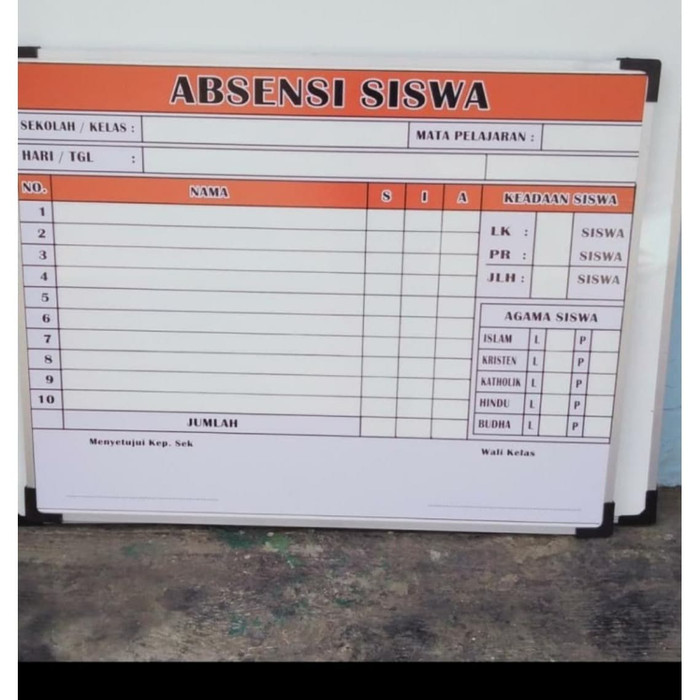 ABSENSI SISWA
SEKOLAH / KELAS : MATA PELAJARAN :
HARI / TGL :
NO. NAMA S I A KEADAAN SISWA
1
2 LK : SISWA
3 PR : SISWA
4 JLH : SISWA
5
6 AGAMA SISWA
7 ISLAM L P
8 KRISTEN L P
9 KATHOLIK L P
10 HINDU L P
JUMLAH BUDHA L P
Menyetujui Kep. Sek Wali Kelas